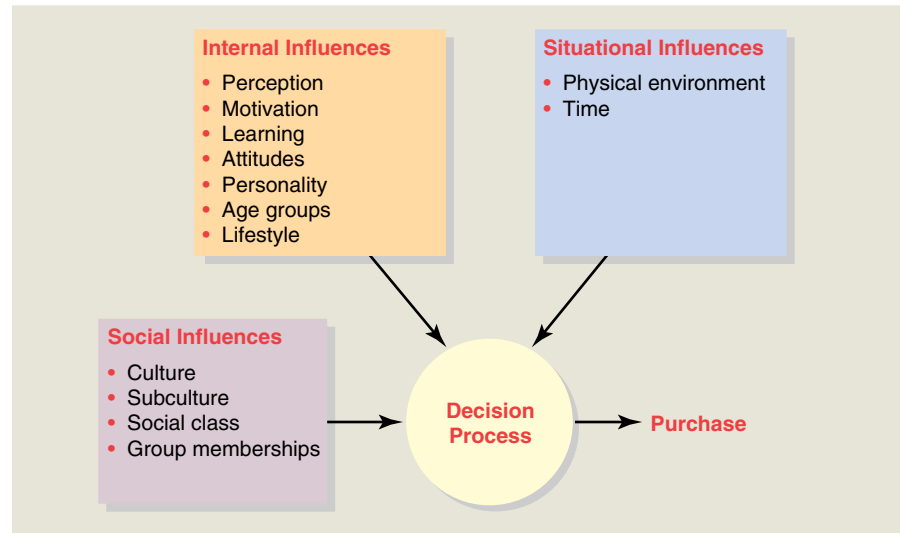 Internal Influences
• Perception
• Motivation
• Learning
• Attitudes
• Personality
• Age groups
• Lifestyle
Situational Influences
• Physical environment
• Time
Social Influences
• Culture
• Subculture
• Social class
• Group memberships
Decision
Process
Purchase